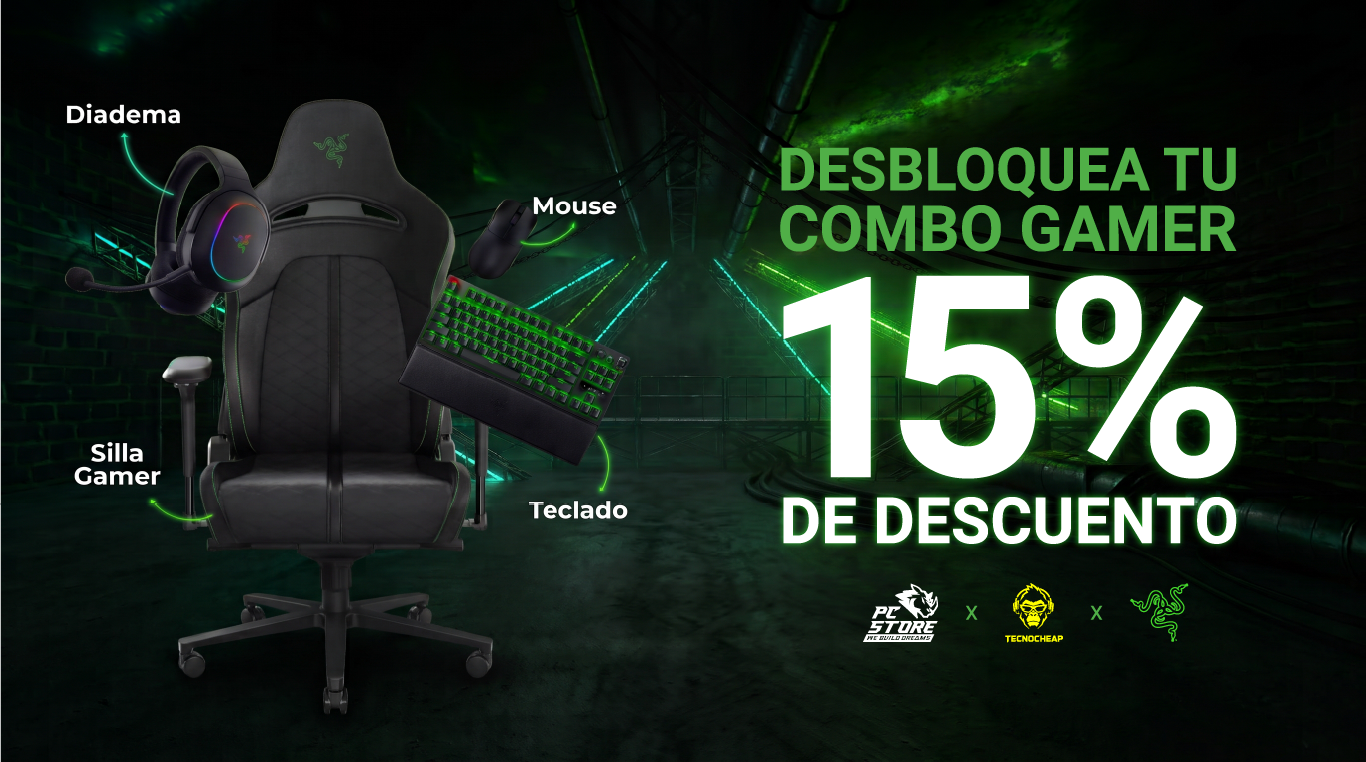 Diadema
Mouse
Silla
Gamer
Teclado
DESBLOQUEA TU
COMBO GAMER
15%
DE DESCUENTO
PC
STORE
WE BUILD DREAMS
X
TECNOCHEAP
X